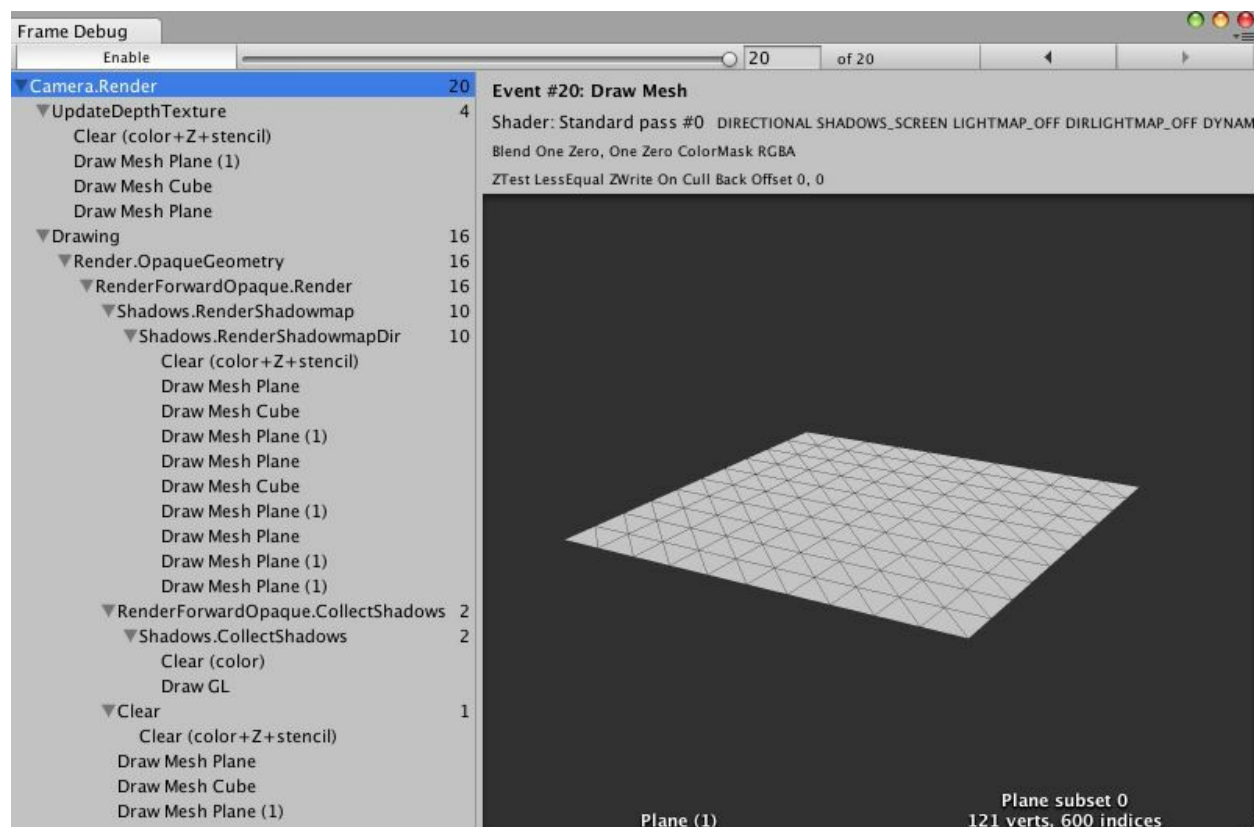 Frame Debug
Enable 20 of 20
Camera.Render 20
UpdateDepthTexture 4
Clear (color+Z+stencil)
Draw Mesh Plane (1)
Draw Mesh Cube
Draw Mesh Plane
Drawing 16
Render.OpaqueGeometry 16
RenderForwardOpaque.Render 16
Shadows.RenderShadowmap 10
Shadows.RenderShadowmapDir 10
Clear (color+Z+stencil)
Draw Mesh Plane
Draw Mesh Cube
Draw Mesh Plane (1)
Draw Mesh Plane
Draw Mesh Cube
Draw Mesh Plane (1)
Draw Mesh Plane
Draw Mesh Plane (1)
Draw Mesh Plane (1)
RenderForwardOpaque.CollectShadows 2
Shadows.CollectShadows 2
Clear (color)
Draw GL
Clear 1
Clear (color+Z+stencil)
Draw Mesh Plane
Draw Mesh Cube
Draw Mesh Plane (1)
Event #20: Draw Mesh
Shader: Standard pass #0 DIRECTIONAL SHADOWS_SCREEN LIGHTMAP_OFF DIRLIGHTMAP_OFF DYNAM
Blend One Zero, One Zero ColorMask RGBA
ZTest LessEqual ZWrite On Cull Back Offset 0, 0
Plane (1)
Plane subset 0
121 verts, 600 indices